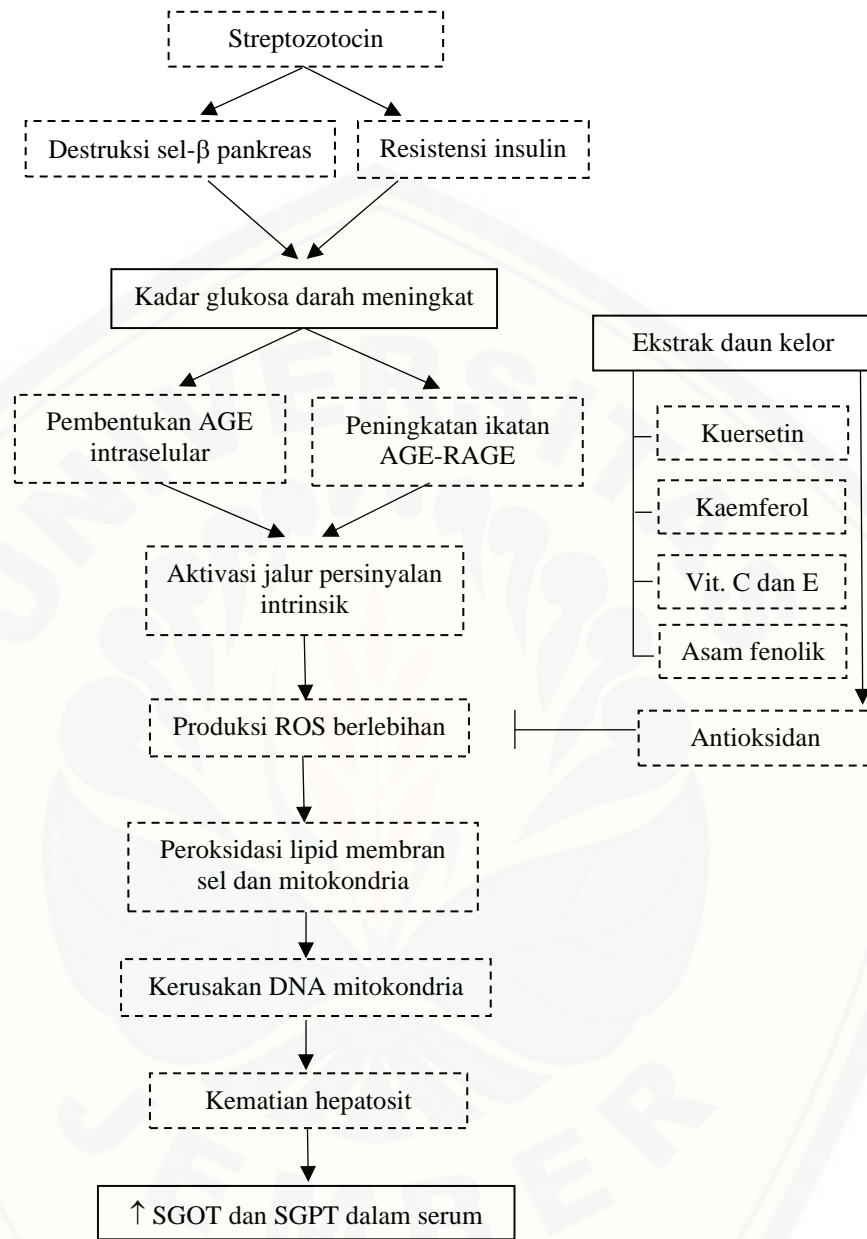 Streptozotocin
Destruksi sel-β pankreas
Resistensi insulin
Kadar glukosa darah meningkat
Ekstrak daun kelor
Pembentukan AGE
intraselular
Peningkatan ikatan
AGE-RAGE
Kuersetin
Kaemferol
Aktivasi jalur persinyalan
intrinsik
Vit. C dan E
Asam fenolik
Produksi ROS berlebihan
Antioksidan
Peroksidasi lipid membran
sel dan mitokondria
Kerusakan DNA mitokondria
Kematian hepatosit
↑ SGOT dan SGPT dalam serum
UNIVERSITAS
JEMBER